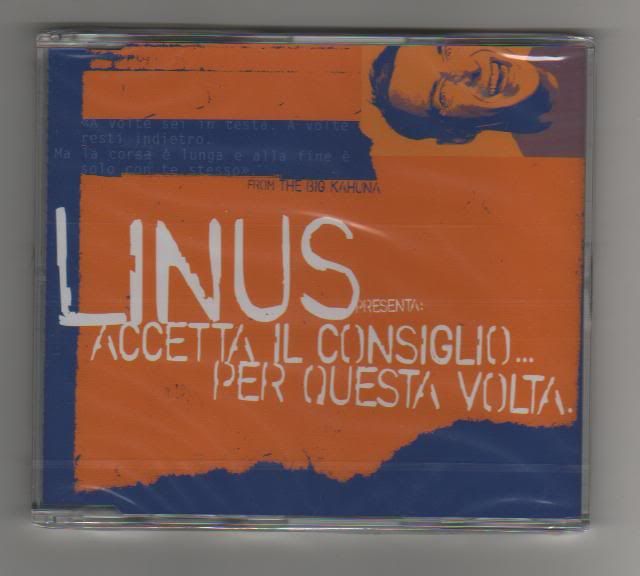 «A volte sei in testa. A volte
resti indietro.
Ma la corsa è lunga e alla fine è
solo con te stesso».
FROM THE BIG KAHUNA
LINUS
PRESENTA:
ACCETTA IL CONSIGLIO...
PER QUESTA VOLTA.